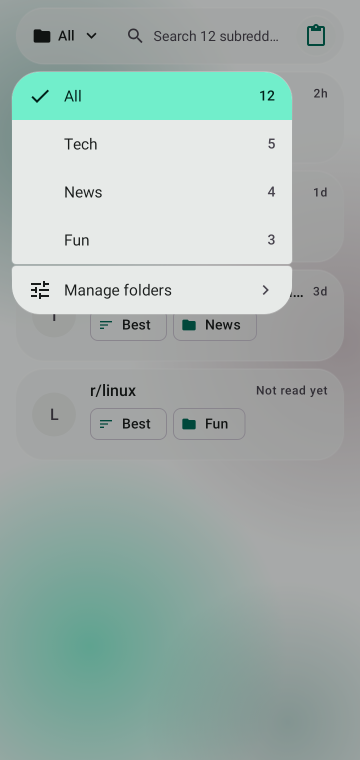 All
Search 12 subredd…
All 12
2h
Tech 5
News 4
1d
Fun 3
Manage folders
… 3d
Best
News
r/linux
Not read yet
L
Best
Fun